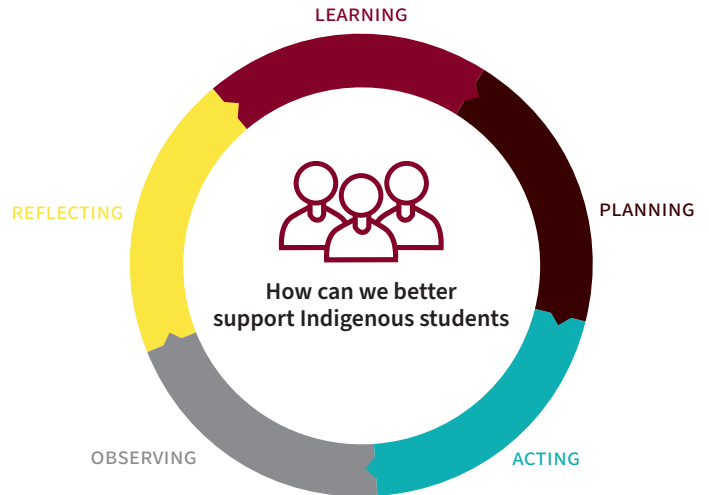 LEARNING
REFLECTING
PLANNING
How can we better
support Indigenous students
OBSERVING
ACTING